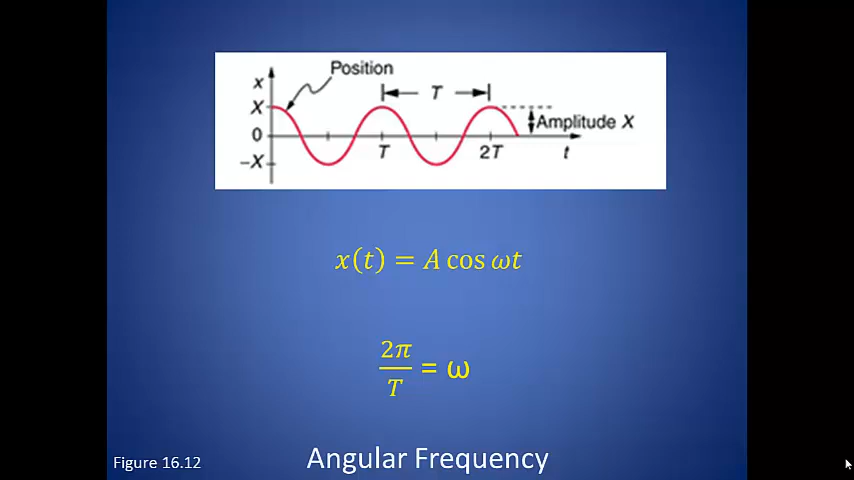 Position
x
X
T
0
Amplitude X
T
2T
t
–X
x(t) = A cos ωt
2π/T = ω
Figure 16.12
Angular Frequency